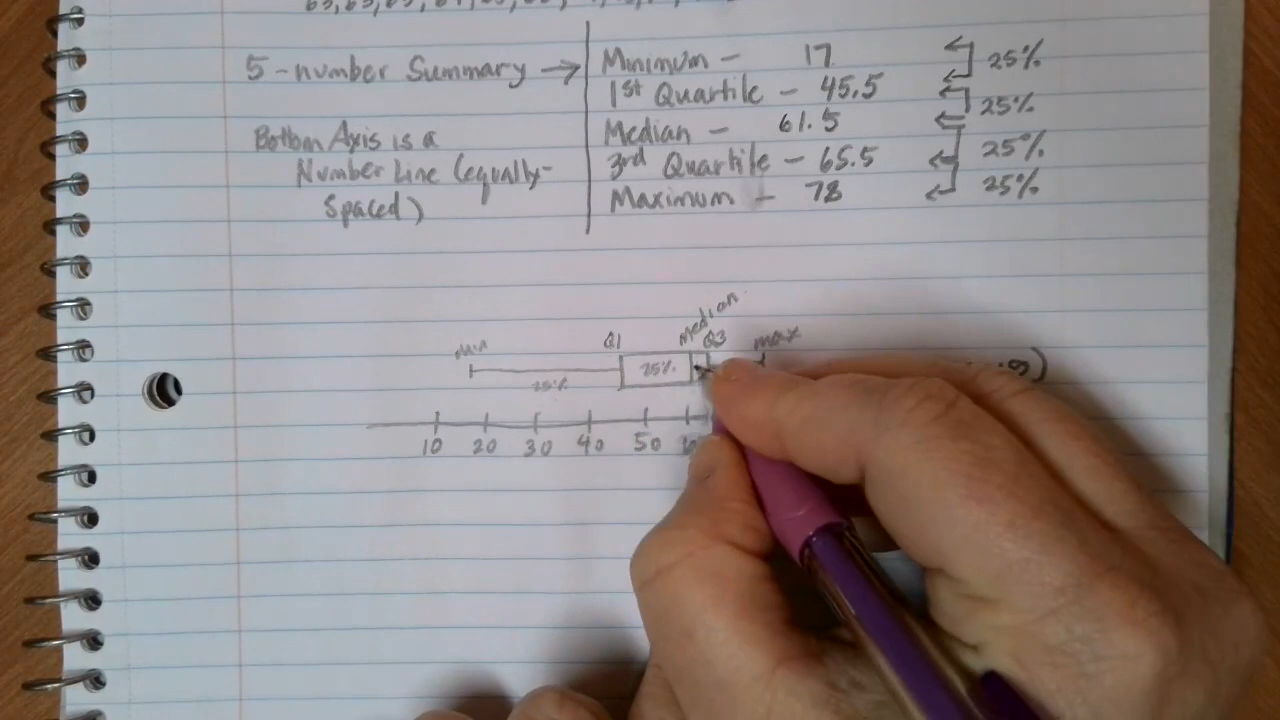 5-number Summary →
Minimum - 17 25%
1st Quartile - 45.5 25%
Median - 61.5
3rd Quartile - 65.5 25%
Maximum - 78 25%
Bottom Axis is a
Number Line (equally-
Spaced)
Min Q1 Median Q3 max
25% 25%
10 20 30 40 50